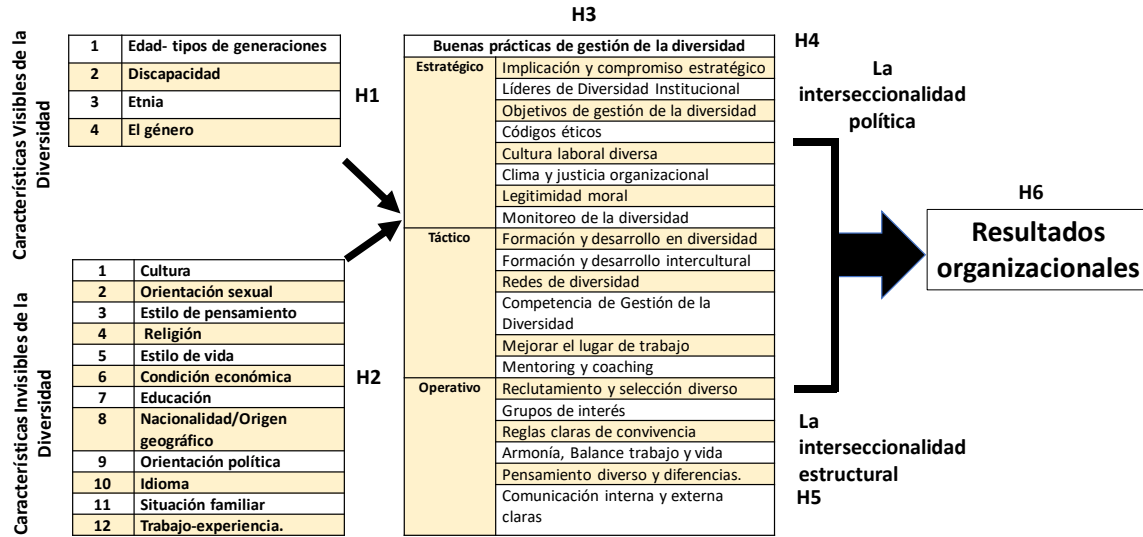 Características Visibles de la
Diversidad
1 Edad- tipos de generaciones
2 Discapacidad
3 Etnia
4 El género
H1
Características Invisibles de la
Diversidad
1 Cultura
2 Orientación sexual
3 Estilo de pensamiento
4 Religión
5 Estilo de vida
6 Condición económica
7 Educación
8 Nacionalidad/Origen
geográfico
9 Orientación política
10 Idioma
11 Situación familiar
12 Trabajo-experiencia.
H2
H3
Buenas prácticas de gestión de la diversidad
Estratégico Implicación y compromiso estratégico
Líderes de Diversidad Institucional
Objetivos de gestión de la diversidad
Códigos éticos
Cultura laboral diversa
Clima y justicia organizacional
Legitimidad moral
Monitoreo de la diversidad
Táctico Formación y desarrollo en diversidad
Formación y desarrollo intercultural
Redes de diversidad
Competencia de Gestión de la
Diversidad
Mejorar el lugar de trabajo
Mentoring y coaching
Operativo Reclutamiento y selección diverso
Grupos de interés
Reglas claras de convivencia
Armonía, Balance trabajo y vida
Pensamiento diverso y diferencias.
Comunicación interna y externa
claras
H4
La
interseccionalidad
política
La
interseccionalidad
estructural
H5
H6
Resultados
organizacionales